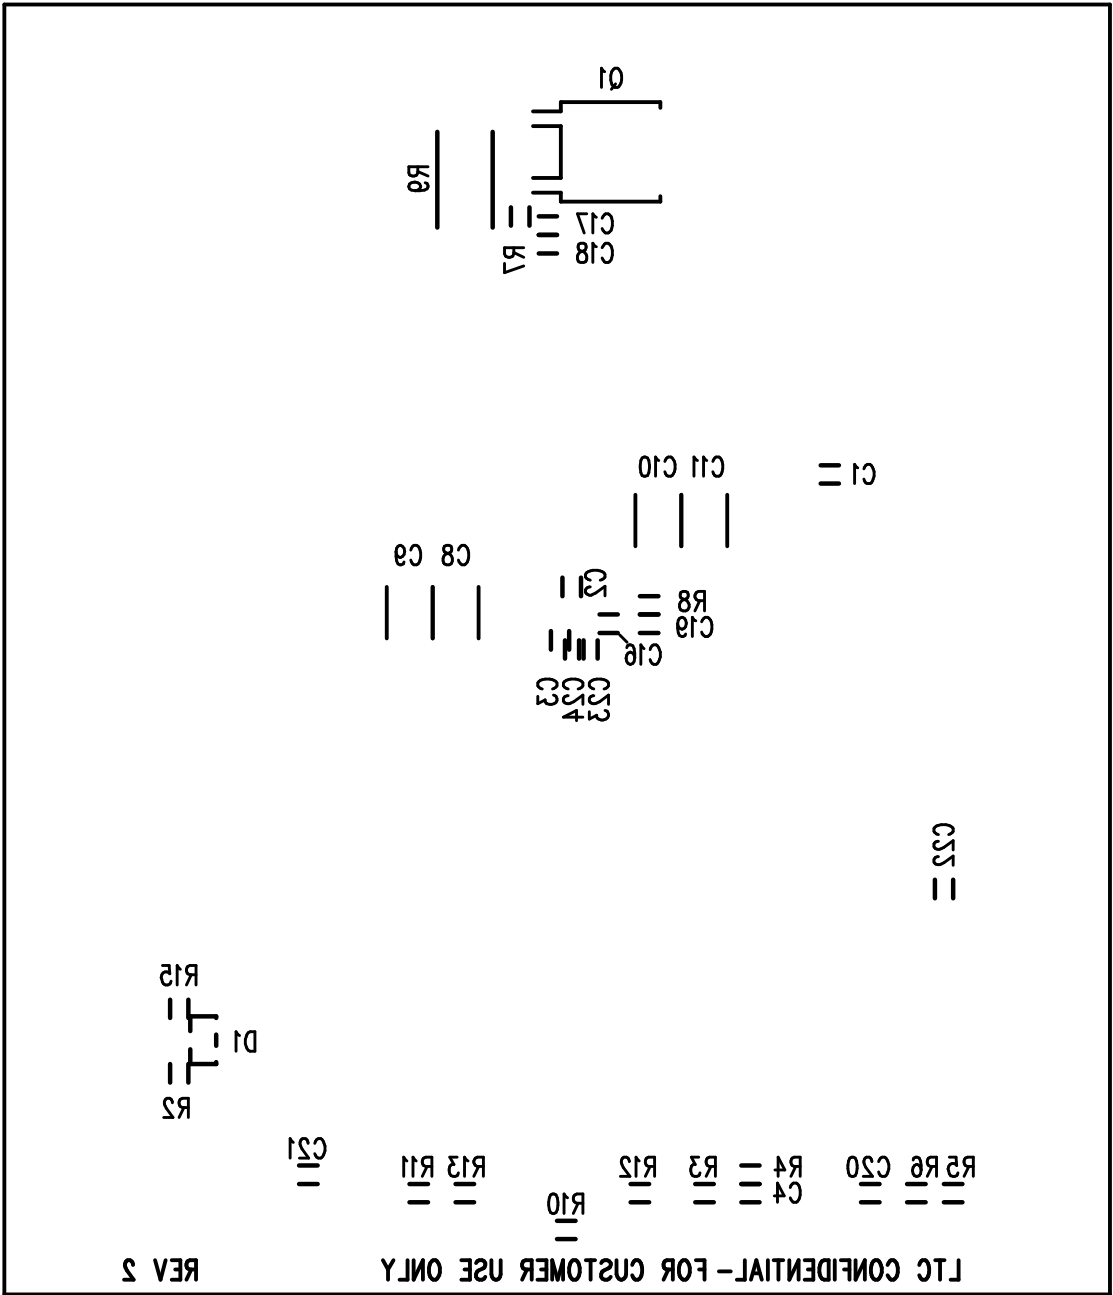 Q1
R9
C17
C18
R7
C11 C10
C1
C8 C9
C2
R8
C19
C16
C3
C24
C23
C22
R15
D1
R2
C21
R5 R6 C20 R4 R3 R12 R13 R11
C4
R10
LTC CONFIDENTIAL-FOR CUSTOMER USE ONLY REV 2